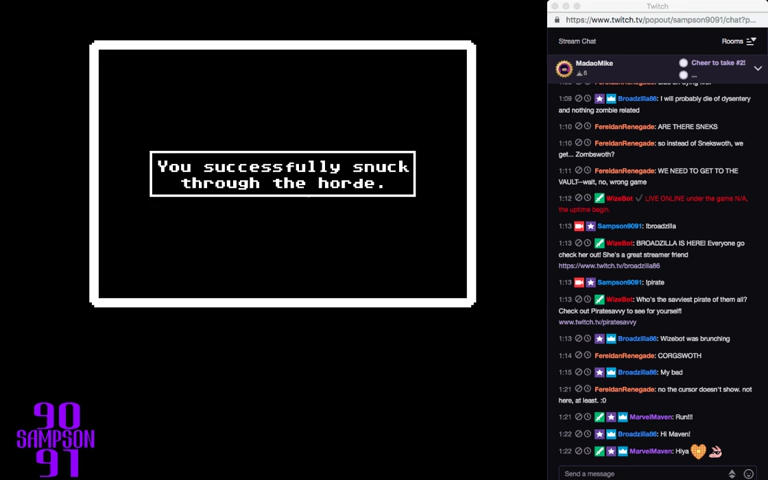 You successfully snuck
through the horde.
90
SAMPSON
91
Twitch
https://www.twitch.tv/popout/sampson9091/chat?p...
Stream Chat
Rooms
MadaoMike
Cheer to take #2!
...
1:09 Broadzilla86: I will probably die of dysentery
and nothing zombie related
1:10 FereldanRenegade: ARE THERE SNEKS
1:10 FereldanRenegade: so instead of Snekswoth, we
get... Zombswoth?
1:11 FereldanRenegade: WE NEED TO GET TO THE
VAULT--wait, no, wrong game
1:12 WizeBot LIVE ONLINE under the game N/A,
the uptime begin.
1:13 Sampson9091: !broadzilla
1:13 WizeBot: BROADZILLA IS HERE! Everyone go
check her out! She's a great streamer friend
https://www.twitch.tv/broadzilla86
1:13 Sampson9091: !pirate
1:13 WizeBot: Who's the savviest pirate of them all?
Check out Piratesavvy to see for yourself!
www.twitch.tv/piratesavvy
1:13 Broadzilla86: Wizebot was brunching
1:14 FereldanRenegade: CORGSWOTH
1:15 Broadzilla86: My bad
1:21 FereldanRenegade: no the cursor doesn't show. not
here, at least. :0
1:21 MarvelMaven: Run!!!
1:22 Broadzilla86: Hi Maven!
1:22 MarvelMaven: Hiya
Send a message